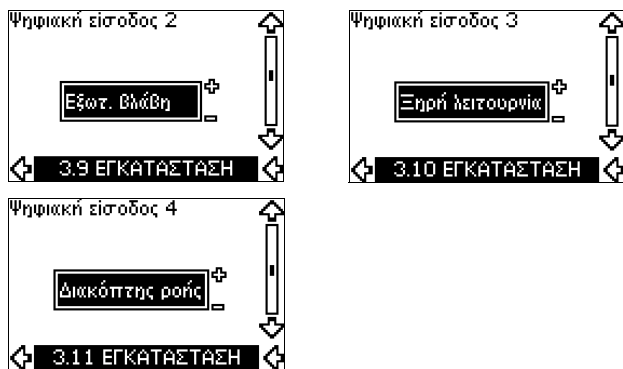 Ψηφιακή είσοδος 2
Εξωτ. βλάβη
3.9 ΕΓΚΑΤΑΣΤΑΣΗ
Ψηφιακή είσοδος 3
Ξηρή λειτουργία
3.10 ΕΓΚΑΤΑΣΤΑΣΗ
Ψηφιακή είσοδος 4
Διακόπτης ροής
3.11 ΕΓΚΑΤΑΣΤΑΣΗ